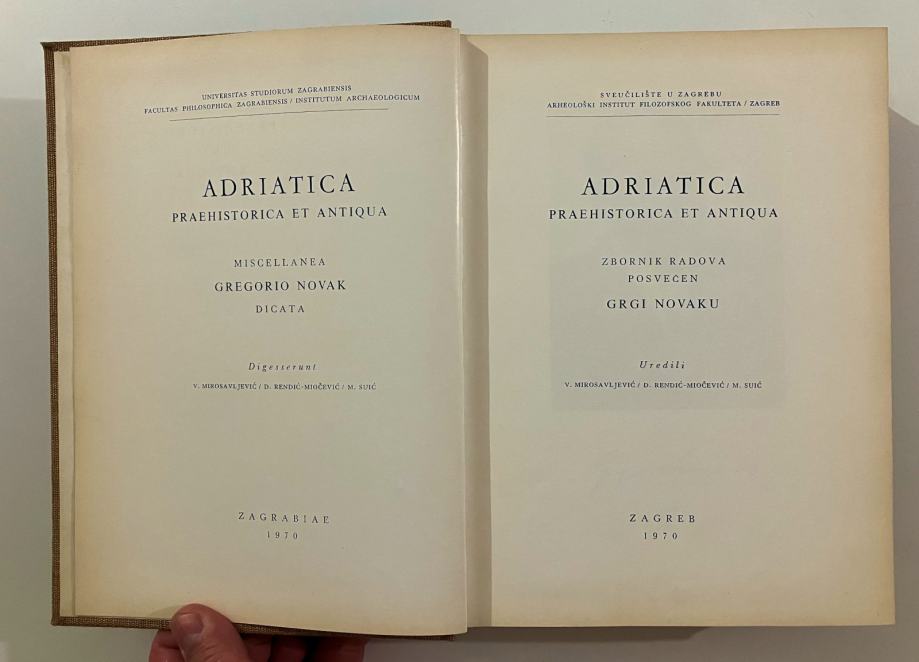 UNIVERSITAS STUDIORUM ZAGRABIENSIS
FACULTAS PHILOSOPHICA ZAGRABIENSIS / INSTITUTUM ARCHAEOLOGICUM
ADRIATICA
PRAEHISTORICA ET ANTIQUA
MISCELLANEA
GREGORIO NOVAK
DICATA
Digesserunt
V. MIROSAVLJEVIĆ / D. RENDIĆ-MIOČEVIĆ / M. SUIĆ
ZAGRABIAE
1970
SVEUČILIŠTE U ZAGREBU
ARHEOLOŠKI INSTITUT FILOZOFSKOG FAKULTETA / ZAGREB
ADRIATICA
PRAEHISTORICA ET ANTIQUA
ZBORNIK RADOVA
POSVEĆEN
GRGI NOVAKU
Uredili
V. MIROSAVLJEVIĆ / D. RENDIĆ-MIOČEVIĆ / M. SUIĆ
ZAGREB
1970